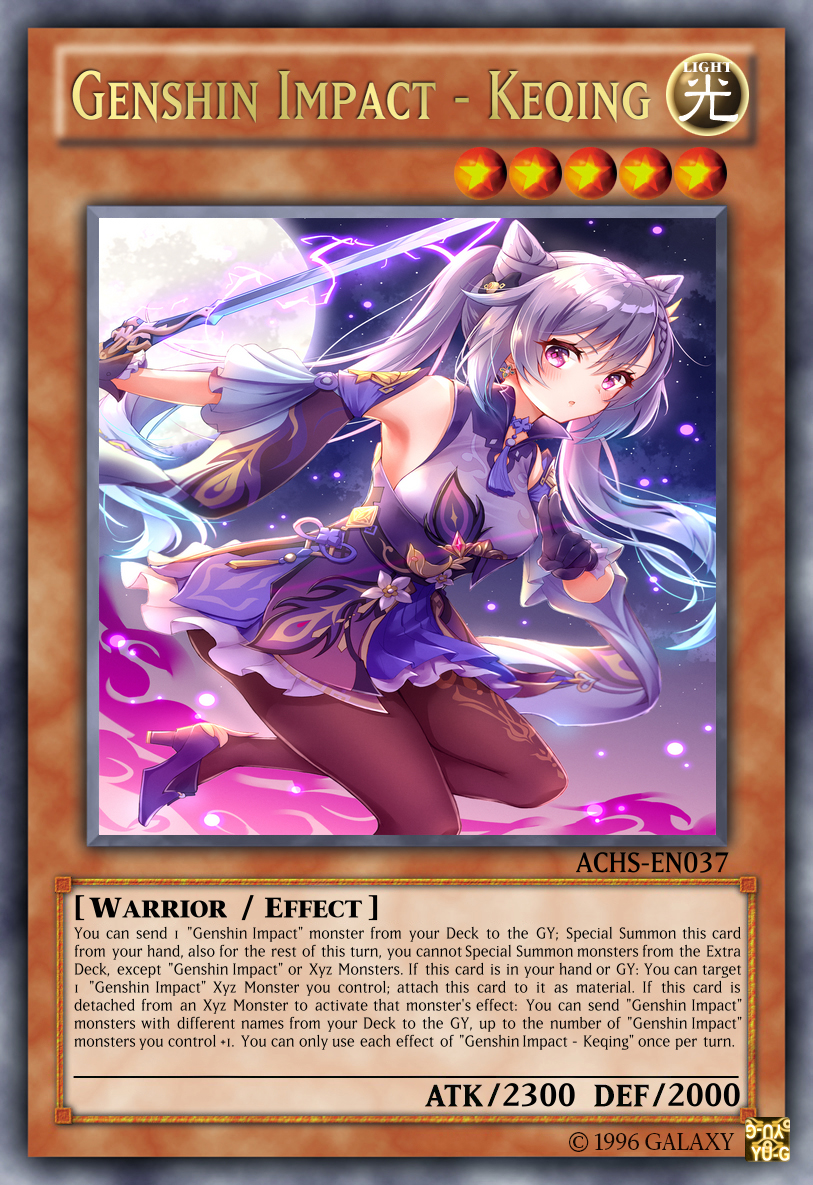 GENSHIN IMPACT - KEQING
LIGHT
光
ACHS-EN037
[ WARRIOR / EFFECT ]
You can send 1 "Genshin Impact" monster from your Deck to the GY; Special Summon this card
from your hand, also for the rest of this turn, you cannot Special Summon monsters from the Extra
Deck, except "Genshin Impact" or Xyz Monsters. If this card is in your hand or GY: You can target
1 "Genshin Impact" Xyz Monster you control; attach this card to it as material. If this card is
detached from an Xyz Monster to activate that monster's effect: You can send "Genshin Impact"
monsters with different names from your Deck to the GY, up to the number of "Genshin Impact"
monsters you control +1. You can only use each effect of "Genshin Impact - Keqing" once per turn.
ATK/2300 DEF/2000
© 1996 GALAXY
YU-G